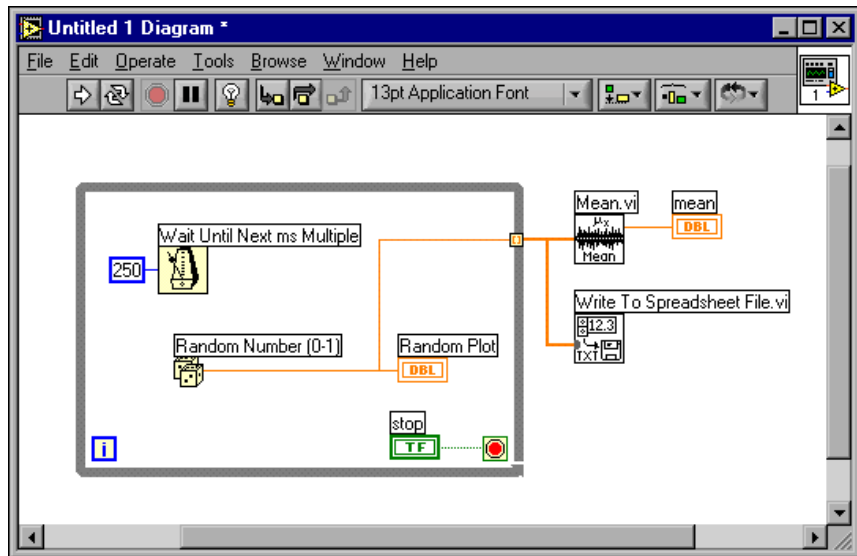 Untitled 1 Diagram *
File Edit Operate Tools Browse Window Help
13pt Application Font
1
Mean.vi mean
μx
DBL
Mean
Wait Until Next ms Multiple
250
Write To Spreadsheet File.vi
12.3
TXT
Random Number (0-1) Random Plot
DBL
stop
TF
i